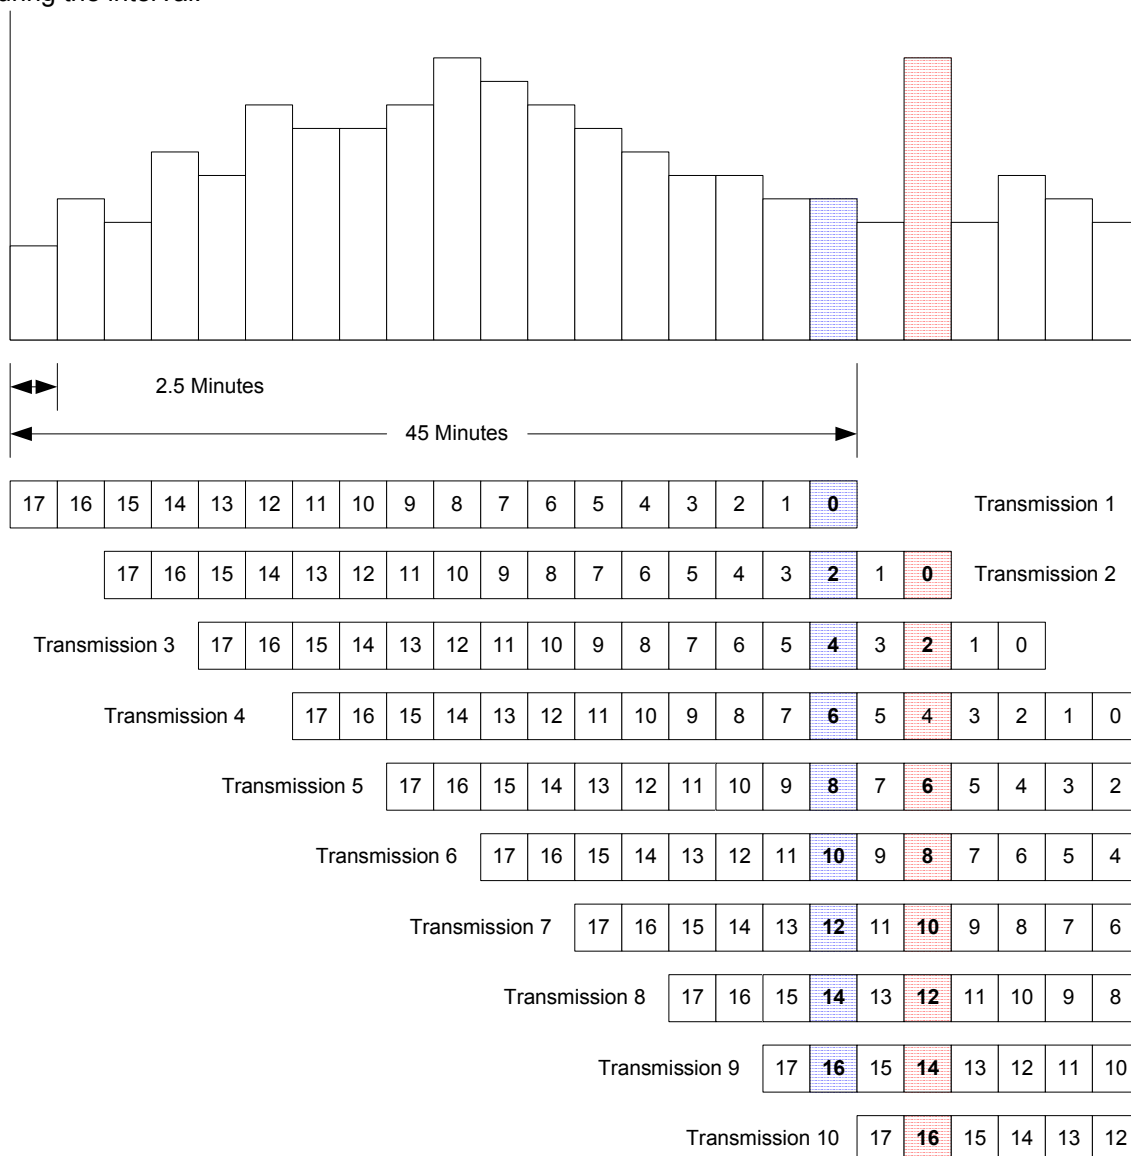 during the interval.
2.5 Minutes
45 Minutes
17 16 15 14 13 12 11 10 9 8 7 6 5 4 3 2 1 0 Transmission 1
17 16 15 14 13 12 11 10 9 8 7 6 5 4 3 2 1 0 Transmission 2
Transmission 3 17 16 15 14 13 12 11 10 9 8 7 6 5 4 3 2 1 0
Transmission 4 17 16 15 14 13 12 11 10 9 8 7 6 5 4 3 2 1 0
Transmission 5 17 16 15 14 13 12 11 10 9 8 7 6 5 4 3 2
Transmission 6 17 16 15 14 13 12 11 10 9 8 7 6 5 4
Transmission 7 17 16 15 14 13 12 11 10 9 8 7 6
Transmission 8 17 16 15 14 13 12 11 10 9 8
Transmission 9 17 16 15 14 13 12 11 10
Transmission 10 17 16 15 14 13 12